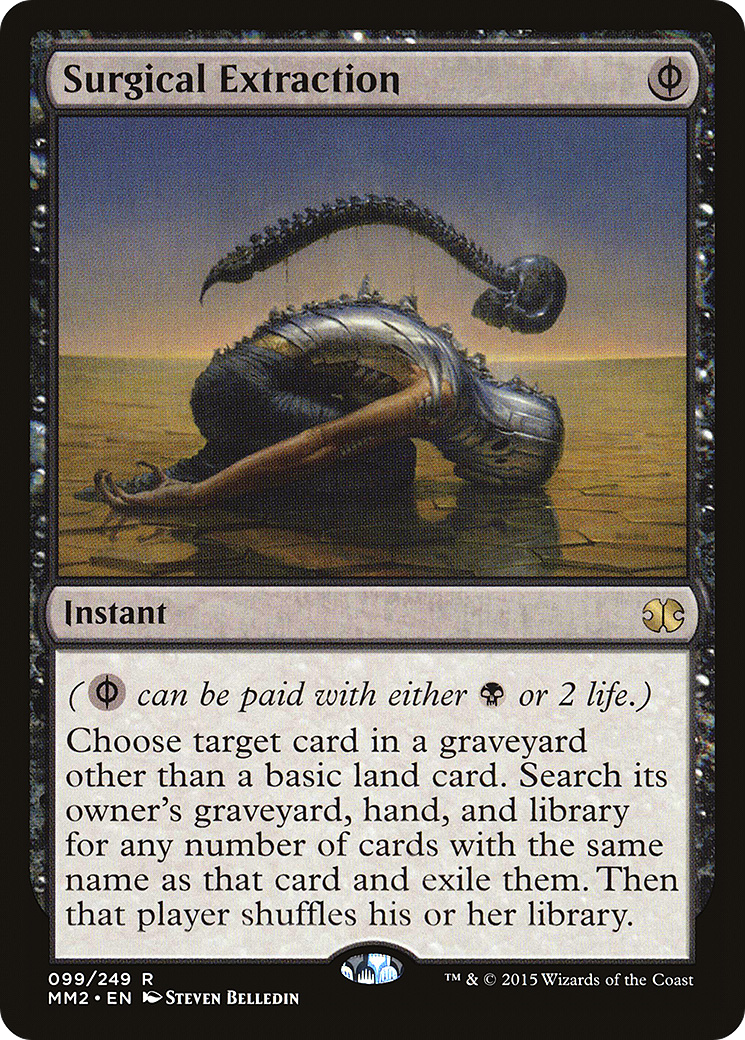 Surgical Extraction
Instant
( can be paid with either or 2 life.)
Choose target card in a graveyard
other than a basic land card. Search its
owner's graveyard, hand, and library
for any number of cards with the same
name as that card and exile them. Then
that player shuffles his or her library.
099/249 R
MM2 • EN Steven Belledin
™ & © 2015 Wizards of the Coast